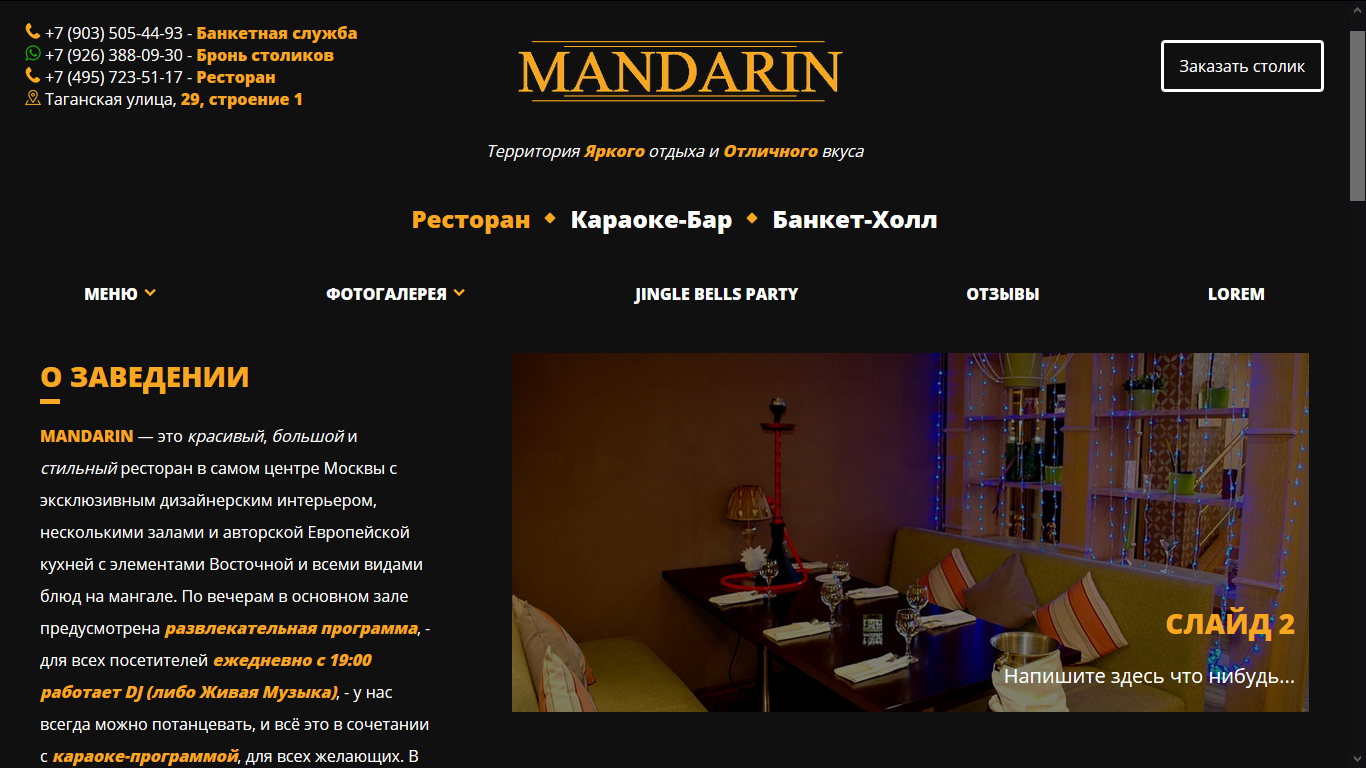 +7 (903) 505-44-93 - Банкетная служба
+7 (926) 388-09-30 - Бронь столиков
+7 (495) 723-51-17 - Ресторан
Таганская улица, 29, строение 1
MANDARIN
Заказать столик
Территория Яркого отдыха и Отличного вкуса
Ресторан Караоке-Бар Банкет-Холл
МЕНЮ ФОТОГАЛЕРЕЯ JINGLE BELLS PARTY ОТЗЫВЫ LOREM
О ЗАВЕДЕНИИ
MANDARIN — это красивый, большой и
стильный ресторан в самом центре Москвы с
эксклюзивным дизайнерским интерьером,
несколькими залами и авторской Европейской
кухней с элементами Восточной и всеми видами
блюд на мангале. По вечерам в основном зале
предусмотрена развлекательная программа, -
для всех посетителей ежедневно с 19:00
работает DJ (либо Живая Музыка), - у нас
всегда можно потанцевать, и всё это в сочетании
с караоке-программой, для всех желающих. В
СЛАЙД 2
Напишите здесь что нибудь...